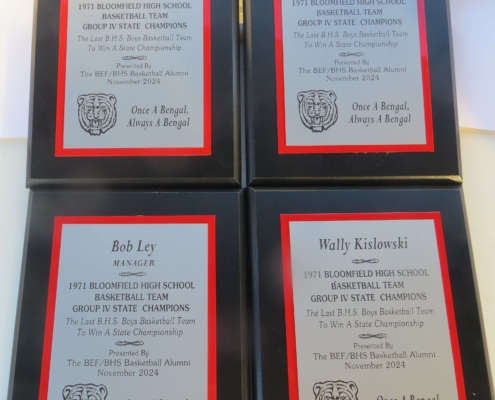 1971 BLOOMFIELD HIGH SCHOOL
BASKETBALL TEAM
GROUP IV STATE CHAMPIONS
The Last B.H.S. Boys Basketball Team
To Win A State Championship
Presented By
The BEF/BHS Basketball Alumni
November 2024
Once A Bengal,
Always A Bengal
1971 BLOOMFIELD HIGH SCHOOL
BASKETBALL TEAM
GROUP IV STATE CHAMPIONS
The Last B.H.S. Boys Basketball Team
To Win A State Championship
Presented By
The BEF/BHS Basketball Alumni
November 2024
Once A Bengal,
Always A Bengal
Bob Ley
MANAGER
1971 BLOOMFIELD HIGH SCHOOL
BASKETBALL TEAM
GROUP IV STATE CHAMPIONS
The Last B.H.S. Boys Basketball Team
To Win A State Championship
Presented By
The BEF/BHS Basketball Alumni
November 2024
Once A Bengal
Wally Kislowski
1971 BLOOMFIELD HIGH SCHOOL
BASKETBALL TEAM
GROUP IV STATE CHAMPIONS
The Last B.H.S. Boys Basketball Team
To Win A State Championship
Presented By
The BEF/BHS Basketball Alumni
November 2024
Once A Bengal